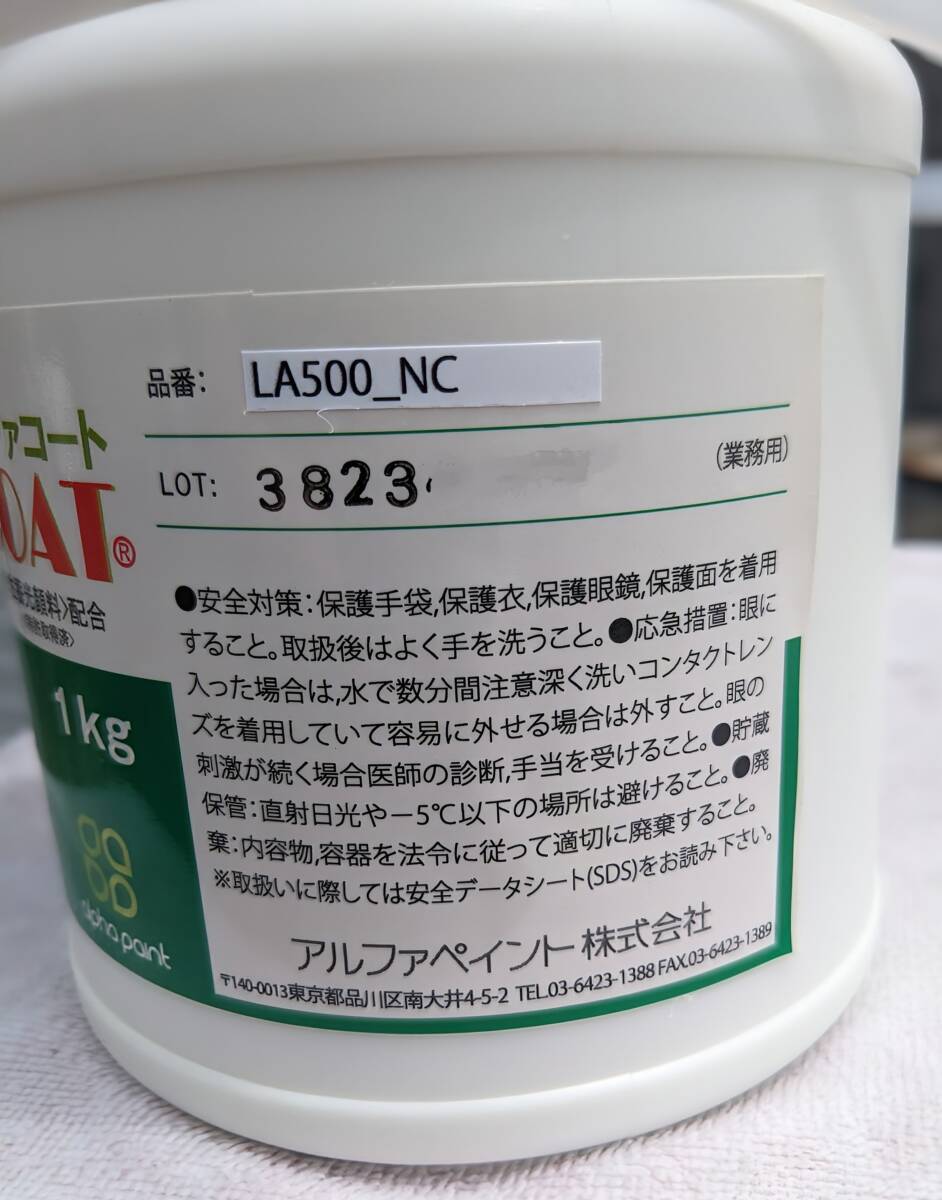 品番: LA500_NC
ァコート
OAT®
LOT: 3823
(業務用)
光顔料〉配合
1kg
●安全対策:保護手袋,保護衣,保護眼鏡,保護面を着用
すること。取扱後はよく手を洗うこと。●応急措置:眼に
入った場合は,水で数分間注意深く洗いコンタクトレン
ズを着用していて容易に外せる場合は外すこと。眼の
刺激が続く場合医師の診断,手当を受けること。●貯蔵
保管:直射日光や-5℃以下の場所は避けること。●廃
棄:内容物,容器を法令に従って適切に廃棄すること。
※取扱いに際しては安全データシート(SDS)をお読み下さい。
alpha paint
アルファペイント株式会社
〒140-0013東京都品川区南大井4-5-2 TEL.03-6423-1388 FAX.03-6423-1389